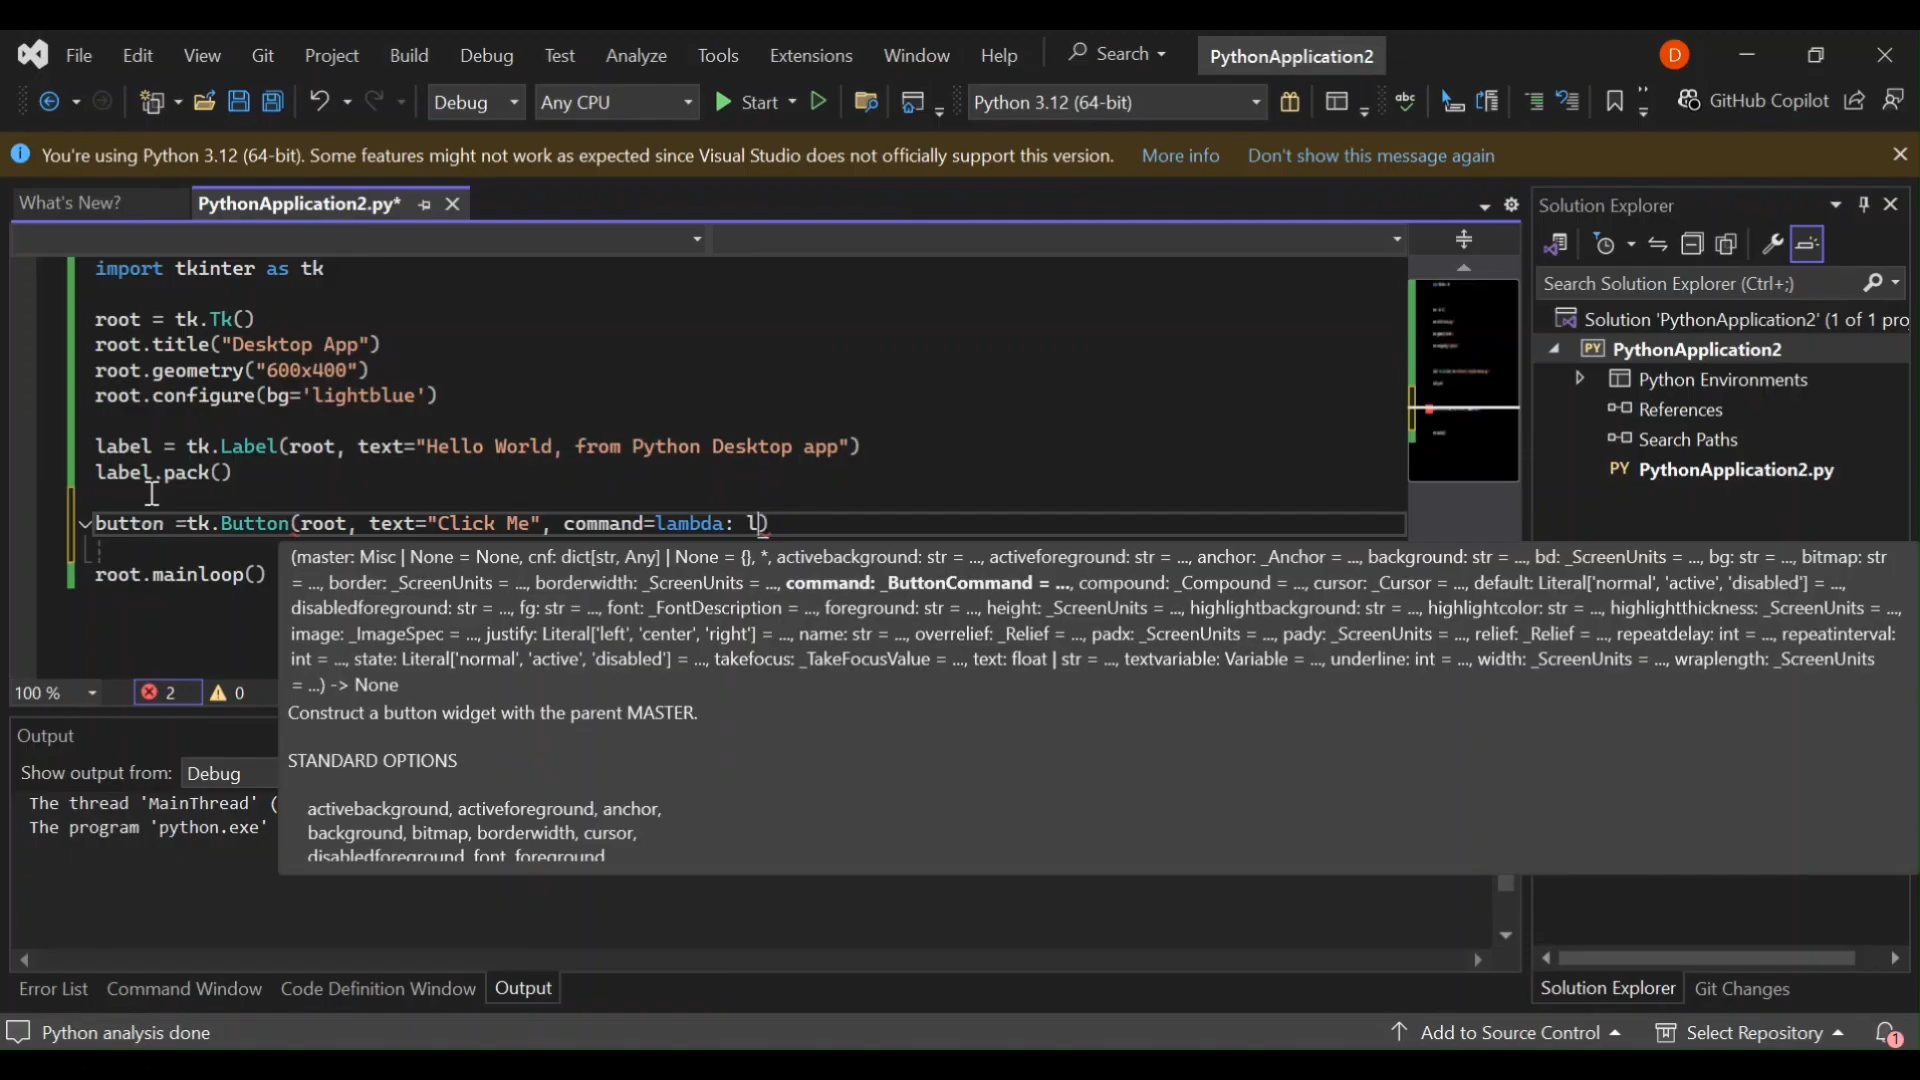 File Edit View Git Project Build Debug Test Analyze Tools Extensions Window Help Search PythonApplication2 D
Debug Any CPU Start Python 3.12 (64-bit) abc GitHub Copilot
You're using Python 3.12 (64-bit). Some features might not work as expected since Visual Studio does not officially support this version. More info Don't show this message again
What's New? PythonApplication2.py*
import tkinter as tk
root = tk.Tk()
root.title("Desktop App")
root.geometry("600x400")
root.configure(bg='lightblue')
label = tk.Label(root, text="Hello World, from Python Desktop app")
label.pack()
button =tk.Button(root, text="Click Me", command=lambda: l)
root.mainloop()
(master: Misc | None = None, cnf: dict[str, Any] | None = {}, *, activebackground: str = ..., activeforeground: str = ..., anchor: _Anchor = ..., background: str = ..., bd: _ScreenUnits = ..., bg: str = ..., bitmap: str
= ..., border: _ScreenUnits = ..., borderwidth: _ScreenUnits = ..., command: _ButtonCommand = ..., compound: _Compound = ..., cursor: _Cursor = ..., default: Literal['normal', 'active', 'disabled'] = ...,
disabledforeground: str = ..., fg: str = ..., font: _FontDescription = ..., foreground: str = ..., height: _ScreenUnits = ..., highlightbackground: str = ..., highlightcolor: str = ..., highlightthickness: _ScreenUnits = ...,
image: _ImageSpec = ..., justify: Literal['left', 'center', 'right'] = ..., name: str = ..., overrelief: _Relief = ..., padx: _ScreenUnits = ..., pady: _ScreenUnits = ..., relief: _Relief = ..., repeatdelay: int = ..., repeatinterval:
int = ..., state: Literal['normal', 'active', 'disabled'] = ..., takefocus: _TakeFocusValue = ..., text: float | str = ..., textvariable: Variable = ..., underline: int = ..., width: _ScreenUnits = ..., wraplength: _ScreenUnits
= ...) -> None
Construct a button widget with the parent MASTER.
STANDARD OPTIONS
activebackground, activeforeground, anchor,
background, bitmap, borderwidth, cursor,
disabledforeground, font, foreground
100 % 2 0
Output
Show output from: Debug
The thread 'MainThread' (
The program 'python.exe'
Error List Command Window Code Definition Window Output
Solution Explorer
Search Solution Explorer (Ctrl+;)
Solution 'PythonApplication2' (1 of 1 pro
PY PythonApplication2
Python Environments
References
Search Paths
PY PythonApplication2.py
Solution Explorer Git Changes
Python analysis done Add to Source Control Select Repository 1